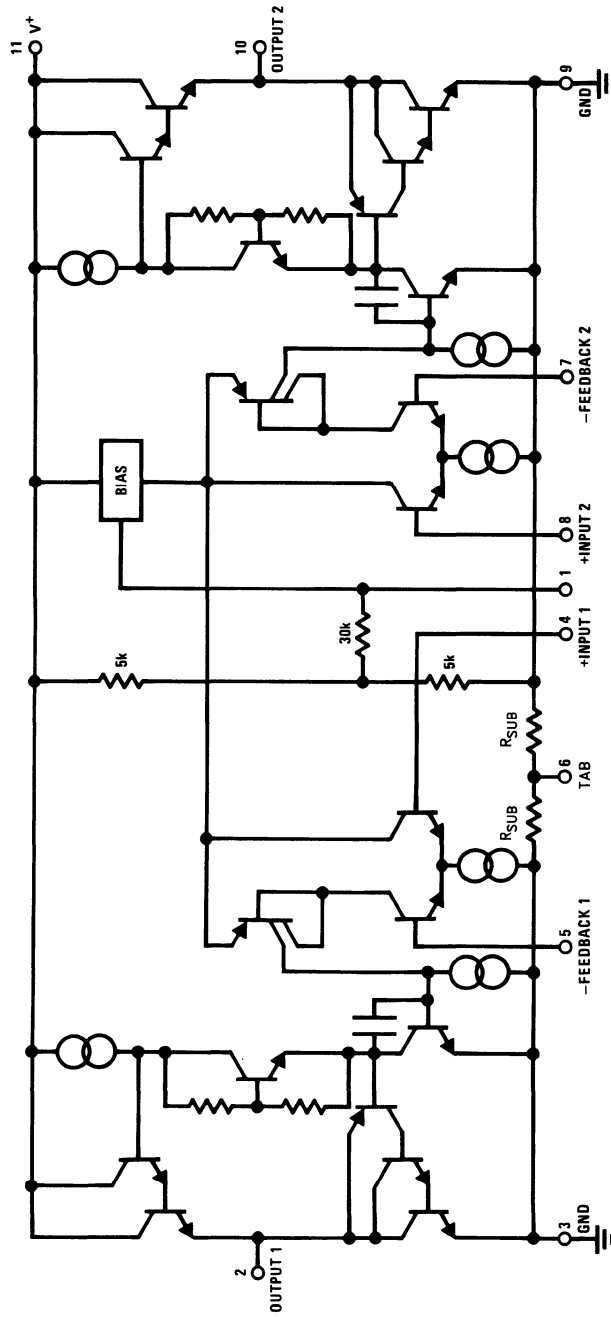 11 V+
10
OUTPUT 2
9
GND
7
–FEEDBACK 2
8
+INPUT 2
BIAS
1
4
+INPUT 1
30k
5k
5k
RSUB
6
TAB
RSUB
5
–FEEDBACK 1
2
OUTPUT 1
3
GND